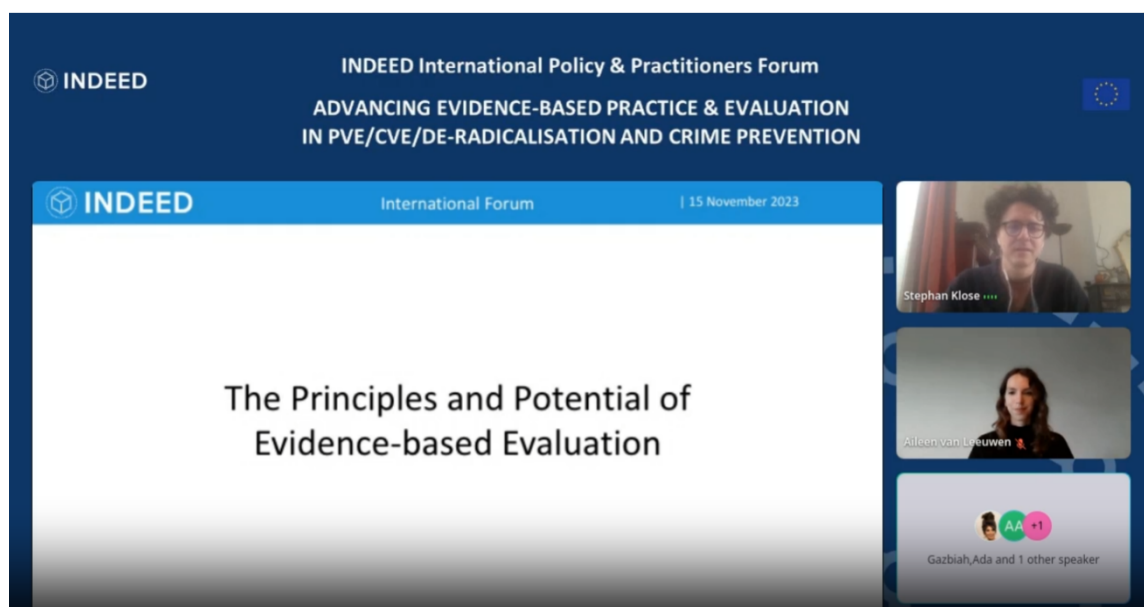 INDEED
INDEED International Policy & Practitioners Forum
ADVANCING EVIDENCE-BASED PRACTICE & EVALUATION
IN PVE/CVE/DE-RADICALISATION AND CRIME PREVENTION
INDEED
International Forum
| 15 November 2023
The Principles and Potential of
Evidence-based Evaluation
Stephan Klose
Aileen van Leeuwen
AA +1
Gazbiah,Ada and 1 other speaker